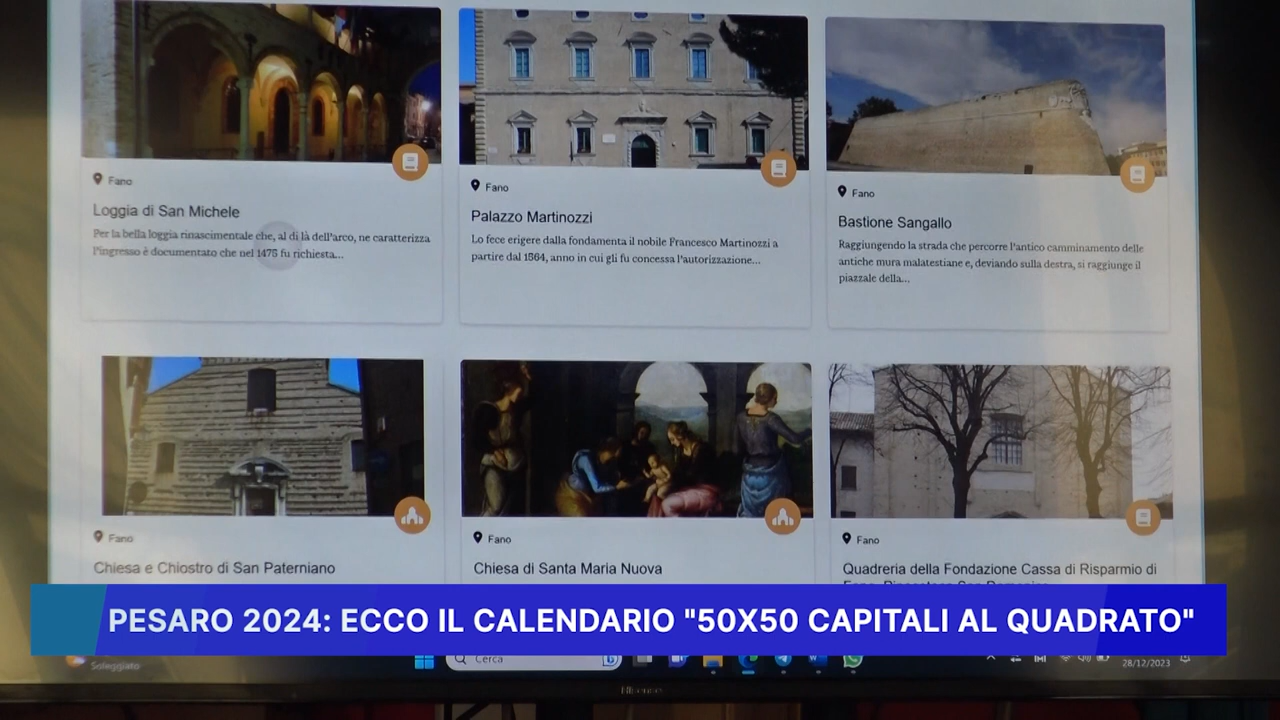 Fano
Loggia di San Michele
Per la bella loggia rinascimentale che, al di là dell'arco, ne caratterizza
l'ingresso è documentato che nel 1475 fu richiesta...
Fano
Palazzo Martinozzi
Lo fece erigere dalla fondamenta il nobile Francesco Martinozzi a
partire dal 1564, anno in cui gli fu concessa l'autorizzazione...
Fano
Bastione Sangallo
Raggiungendo la strada che percorre l'antico camminamento delle
antiche mura malatestiane e, deviando sulla destra, si raggiunge il
piazzale della...
Fano
Chiesa e Chiostro di San Paterniano
Fano
Chiesa di Santa Maria Nuova
Fano
Quadreria della Fondazione Cassa di Risparmio di
PESARO 2024: ECCO IL CALENDARIO "50X50 CAPITALI AL QUADRATO"
Soleggiato
Cerca
28/12/2023
Hisense